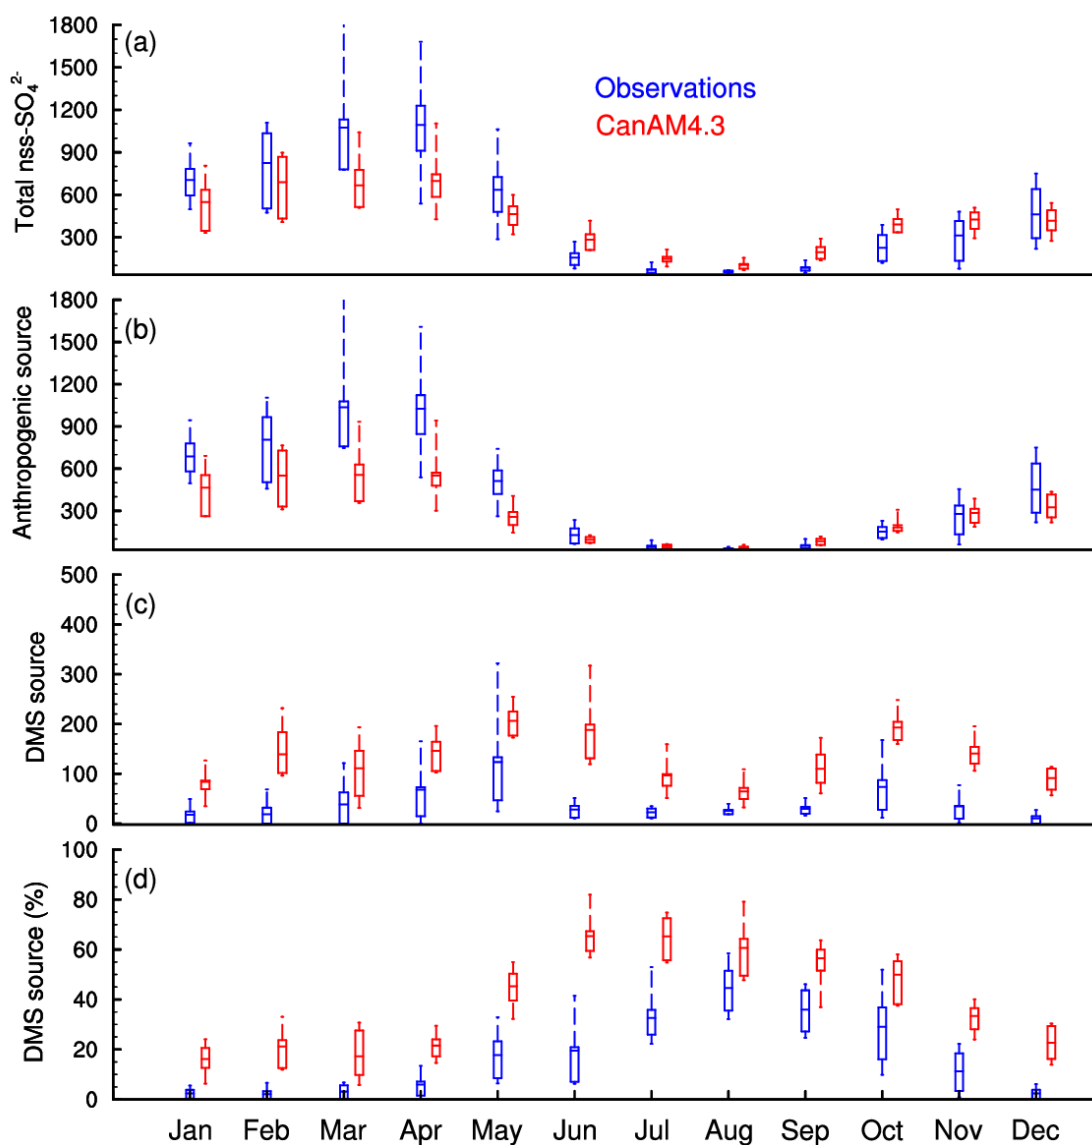 (a)
Total nss-SO₄²⁻
1800
1500
1200
900
600
300
Observations
CanAM4.3
(b)
Anthropogenic source
1800
1500
1200
900
600
300
(c)
DMS source
500
400
300
200
100
0
(d)
DMS source (%)
100
80
60
40
20
0
Jan Feb Mar Apr May Jun Jul Aug Sep Oct Nov Dec